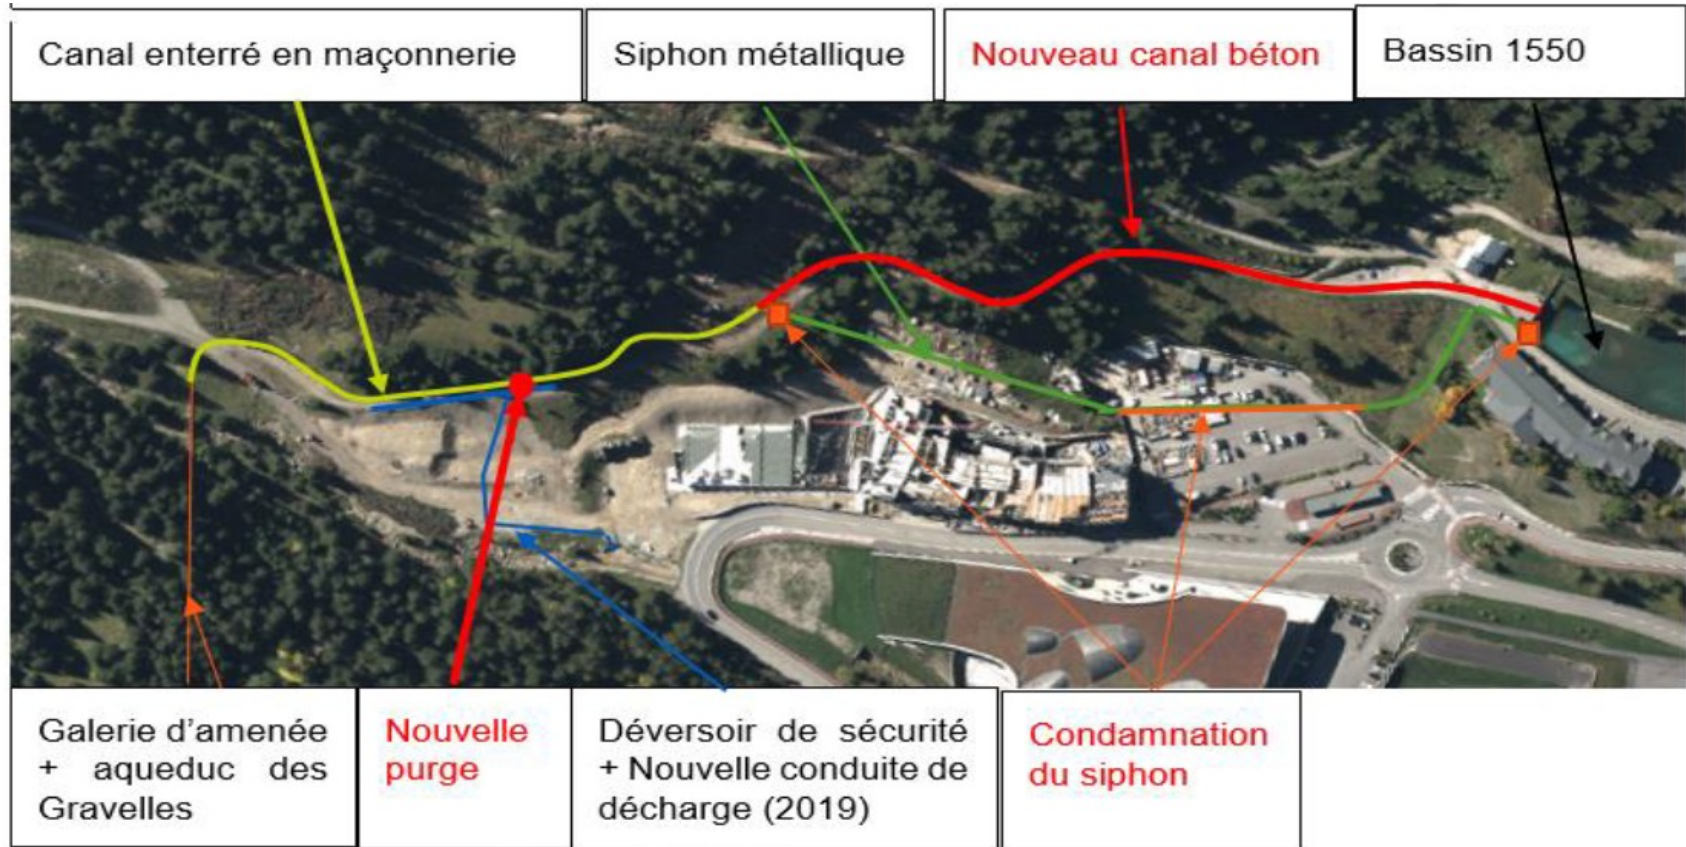 Canal enterré en maçonnerie
Siphon métallique
Nouveau canal béton
Bassin 1550
Galerie d'amenée
+ aqueduc des
Gravelles
Nouvelle
purge
Déversoir de sécurité
+ Nouvelle conduite de
décharge (2019)
Condamnation
du siphon